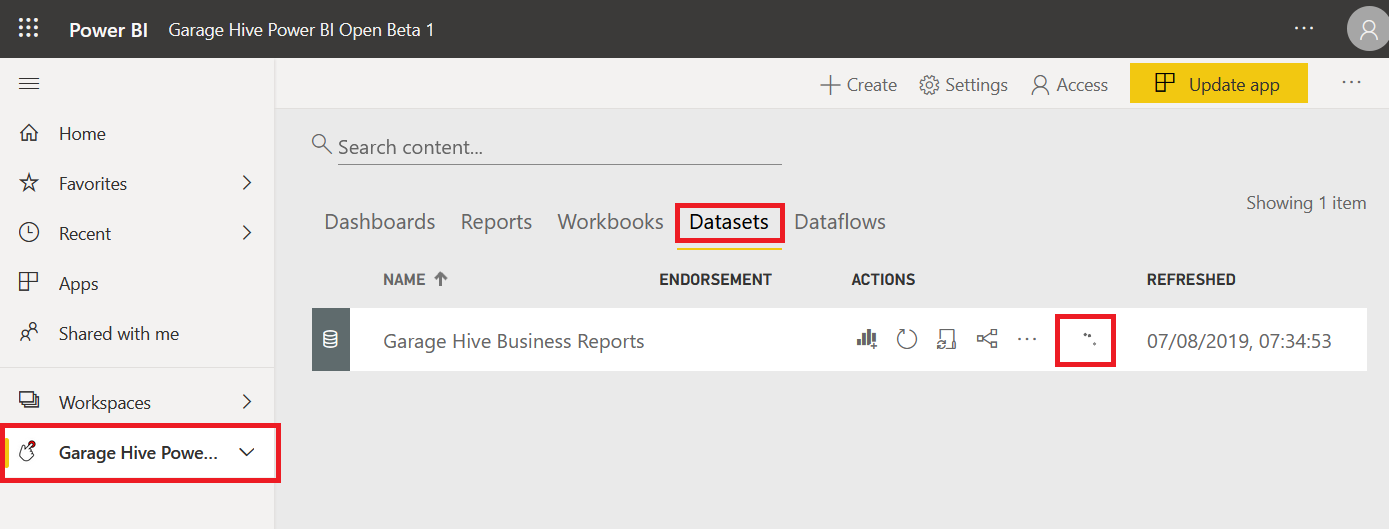 Power BI Garage Hive Power BI Open Beta 1
Create Settings Access Update app
Home
Favorites
Recent
Apps
Shared with me
Workspaces
Garage Hive Powe...
Search content...
Showing 1 item
Dashboards Reports Workbooks Datasets Dataflows
NAME ENDORSEMENT ACTIONS REFRESHED
Garage Hive Business Reports 07/08/2019, 07:34:53